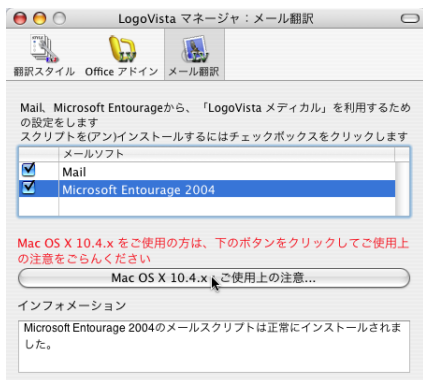 LogoVista マネージャ：メール翻訳
翻訳スタイル Office アドイン メール翻訳
Mail、Microsoft Entourageから、「LogoVista メディカル」を利用するため
の設定をします
スクリプトを(アン)インストールするにはチェックボックスをクリックします
メールソフト
Mail
Microsoft Entourage 2004
Mac OS X 10.4.x をご使用の方は、下のボタンをクリックしてご使用上
の注意をごらんください
Mac OS X 10.4.x ご使用上の注意...
インフォメーション
Microsoft Entourage 2004のメールスクリプトは正常にインストールされま
した。